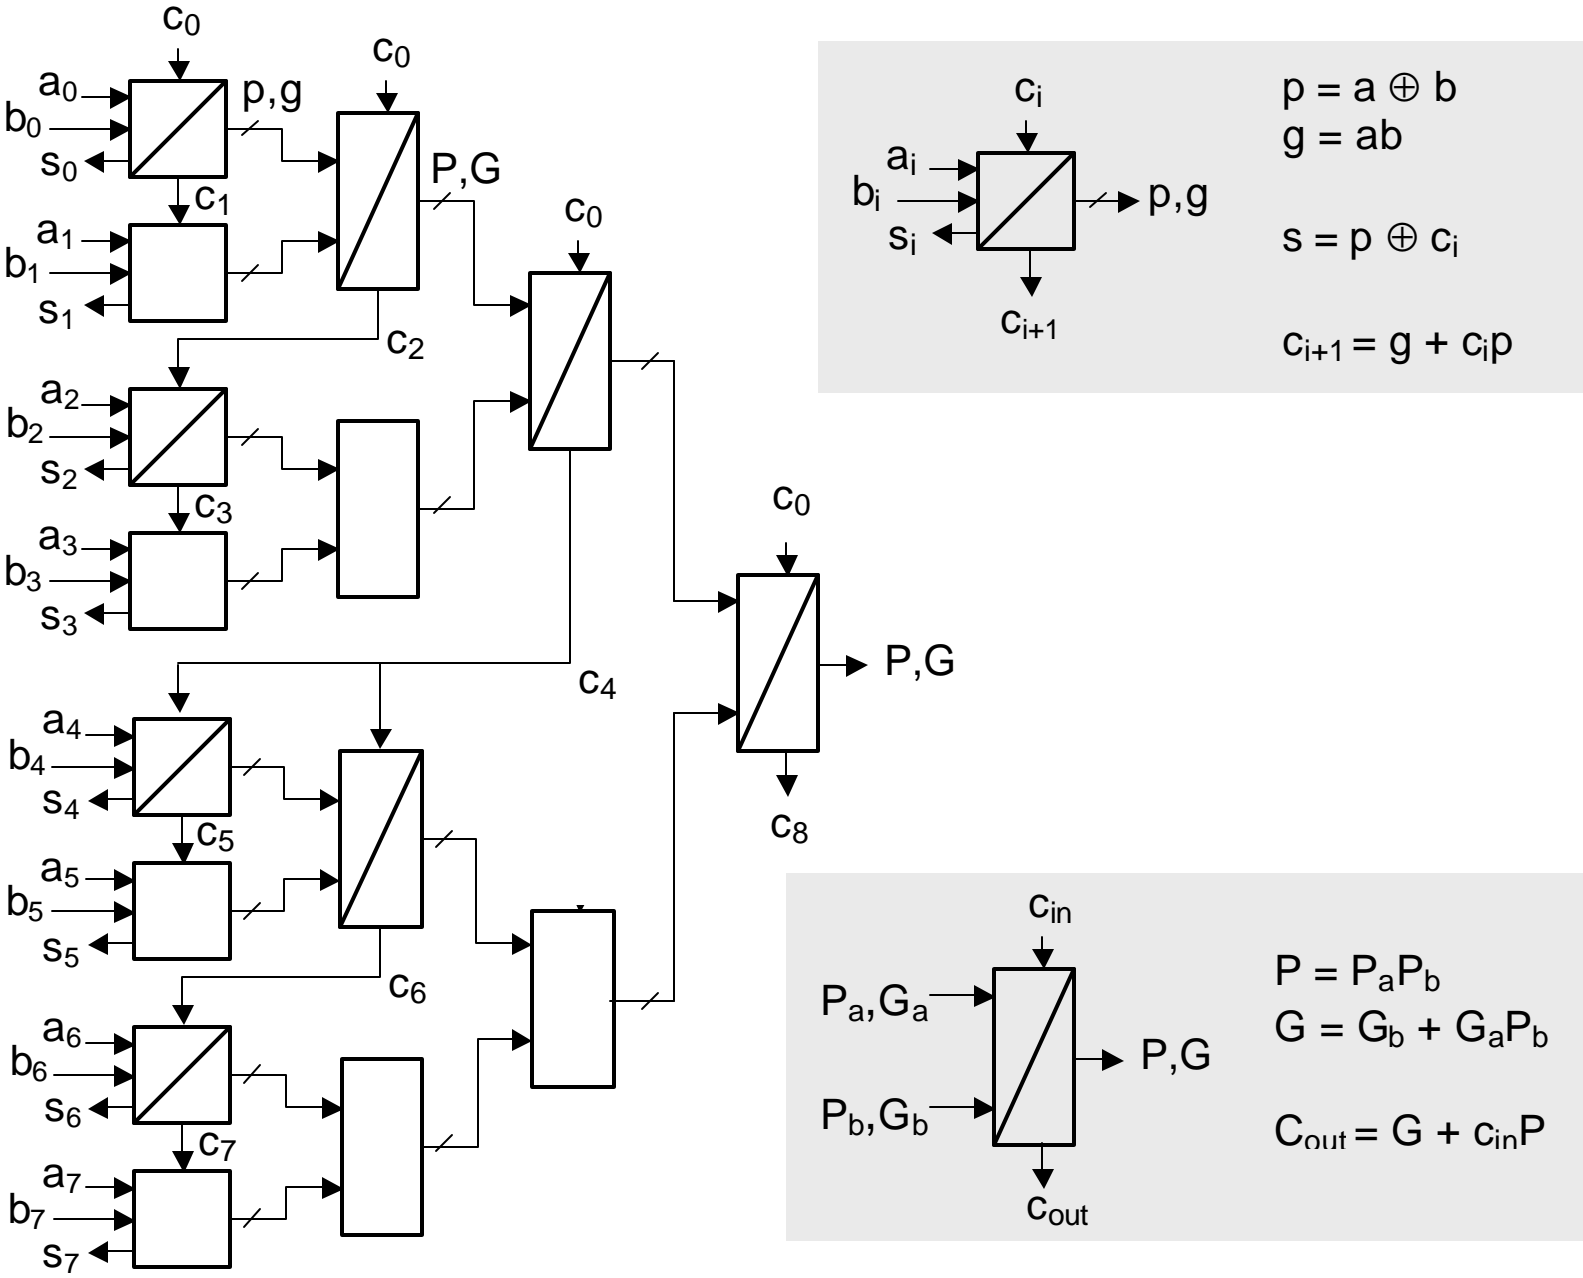 c0
c0
a0
b0
s0
p,g
P,G
c1
a1
b1
s1
c0
c2
a2
b2
s2
c3
a3
b3
s3
c0
c4
P,G
c8
a4
b4
s4
c5
a5
b5
s5
c6
a6
b6
s6
c7
a7
b7
s7
ci
ai
bi
si
p,g
ci+1
p = a ⊕ b
g = ab
s = p ⊕ ci
ci+1 = g + cip
cin
Pa,Ga
Pb,Gb
P,G
cout
P = PaPb
G = Gb + GaPb
Cout = G + cinP